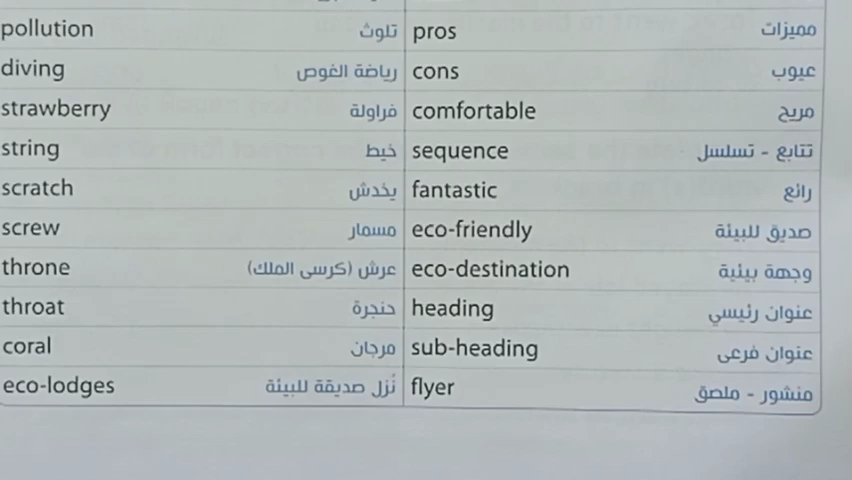 pollution تلوث pros مميزات
diving رياضة الغوص cons عيوب
strawberry فراولة comfortable مريح
string خيط sequence تتابع - تسلسل
scratch يخدش fantastic رائع
screw مسمار eco-friendly صديق للبيئة
throne عرش (كرسى الملك) eco-destination وجهة بيئية
throat حنجرة heading عنوان رئيسي
coral مرجان sub-heading عنوان فرعى
eco-lodges نُزل صديقة للبيئة flyer منشور - ملصق